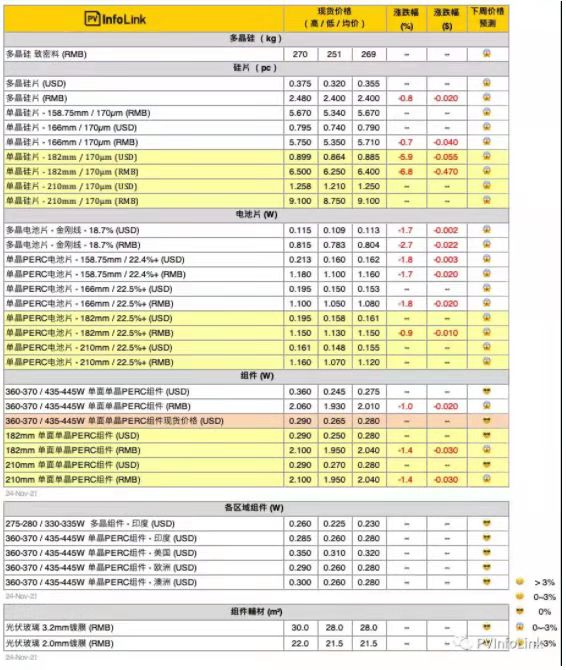 PV InfoLink 现货价格 涨跌幅 涨跌幅 下周价格
(高 / 低 / 均价) (%) ($) 预测
多晶硅 ( kg )
多晶硅 致密料 (RMB) 270 251 269 -- --
硅片 ( pc )
多晶硅片 (USD) 0.375 0.320 0.355 -- --
多晶硅片 (RMB) 2.480 2.400 2.400 -0.8 -0.020
单晶硅片 - 158.75mm / 170μm (RMB) 5.670 5.340 5.670 -- --
单晶硅片 - 166mm / 170μm (USD) 0.795 0.740 0.790 -- --
单晶硅片 - 166mm / 170μm (RMB) 5.750 5.350 5.710 -0.7 -0.040
单晶硅片 - 182mm / 170μm (USD) 0.899 0.864 0.885 -5.9 -0.055
单晶硅片 - 182mm / 170μm (RMB) 6.500 6.250 6.400 -6.8 -0.470
单晶硅片 - 210mm / 170μm (USD) 1.258 1.210 1.250 -- --
单晶硅片 - 210mm / 170μm (RMB) 9.100 8.750 9.100 -- --
电池片 (W)
多晶电池片 - 金刚线 - 18.7% (USD) 0.115 0.109 0.113 -1.7 -0.002
多晶电池片 - 金刚线 - 18.7% (RMB) 0.815 0.783 0.804 -2.7 -0.022
单晶PERC电池片 - 158.75mm / 22.4%+ (USD) 0.213 0.160 0.162 -1.8 -0.003
单晶PERC电池片 - 158.75mm / 22.4%+ (RMB) 1.180 1.100 1.160 -1.7 -0.020
单晶PERC电池片 - 166mm / 22.5%+ (USD) 0.195 0.150 0.153 -- --
单晶PERC电池片 - 166mm / 22.5%+ (RMB) 1.100 1.050 1.080 -1.8 -0.020
单晶PERC电池片 - 182mm / 22.5%+ (USD) 0.195 0.158 0.161 -- --
单晶PERC电池片 - 182mm / 22.5%+ (RMB) 1.150 1.130 1.150 -0.9 -0.010
单晶PERC电池片 - 210mm / 22.5%+ (USD) 0.161 0.148 0.155 -- --
单晶PERC电池片 - 210mm / 22.5%+ (RMB) 1.160 1.070 1.120 -- --
组件 (W)
360-370 / 435-445W 单面单晶PERC组件 (USD) 0.360 0.245 0.275 -- --
360-370 / 435-445W 单面单晶PERC组件 (RMB) 2.060 1.930 2.010 -1.0 -0.020
360-370 / 435-445W 单面单晶PERC组件现货价格 (USD) 0.290 0.265 0.280 -- --
182mm 单面单晶PERC组件 (USD) 0.290 0.250 0.280 -- --
182mm 单面单晶PERC组件 (RMB) 2.100 1.950 2.040 -1.4 -0.030
210mm 单面单晶PERC组件 (USD) 0.290 0.270 0.280 -- --
210mm 单面单晶PERC组件 (RMB) 2.100 1.950 2.040 -1.4 -0.030
24-Nov-21
各区域组件 (W)
275-280 / 330-335W 多晶组件 - 印度 (USD) 0.260 0.225 0.230 -- --
360-370 / 435-445W 单晶PERC组件 - 印度 (USD) 0.285 0.260 0.280 -- --
360-370 / 435-445W 单晶PERC组件 - 美国 (USD) 0.350 0.310 0.320 -- --
360-370 / 435-445W 单晶PERC组件 - 欧洲 (USD) 0.290 0.260 0.280 -- --
360-370 / 435-445W 单晶PERC组件 - 澳洲 (USD) 0.300 0.260 0.280 -- --
24-Nov-21
> 3%
0~3%
0%
组件輔材 (m²)
光伏玻璃 3.2mm镀膜 (RMB) 30.0 28.0 28.0 -- --
0~-3%
光伏玻璃 2.0mm镀膜 (RMB) 22.0 21.5 21.5 -- --
PVInfoLink
24-Nov-21